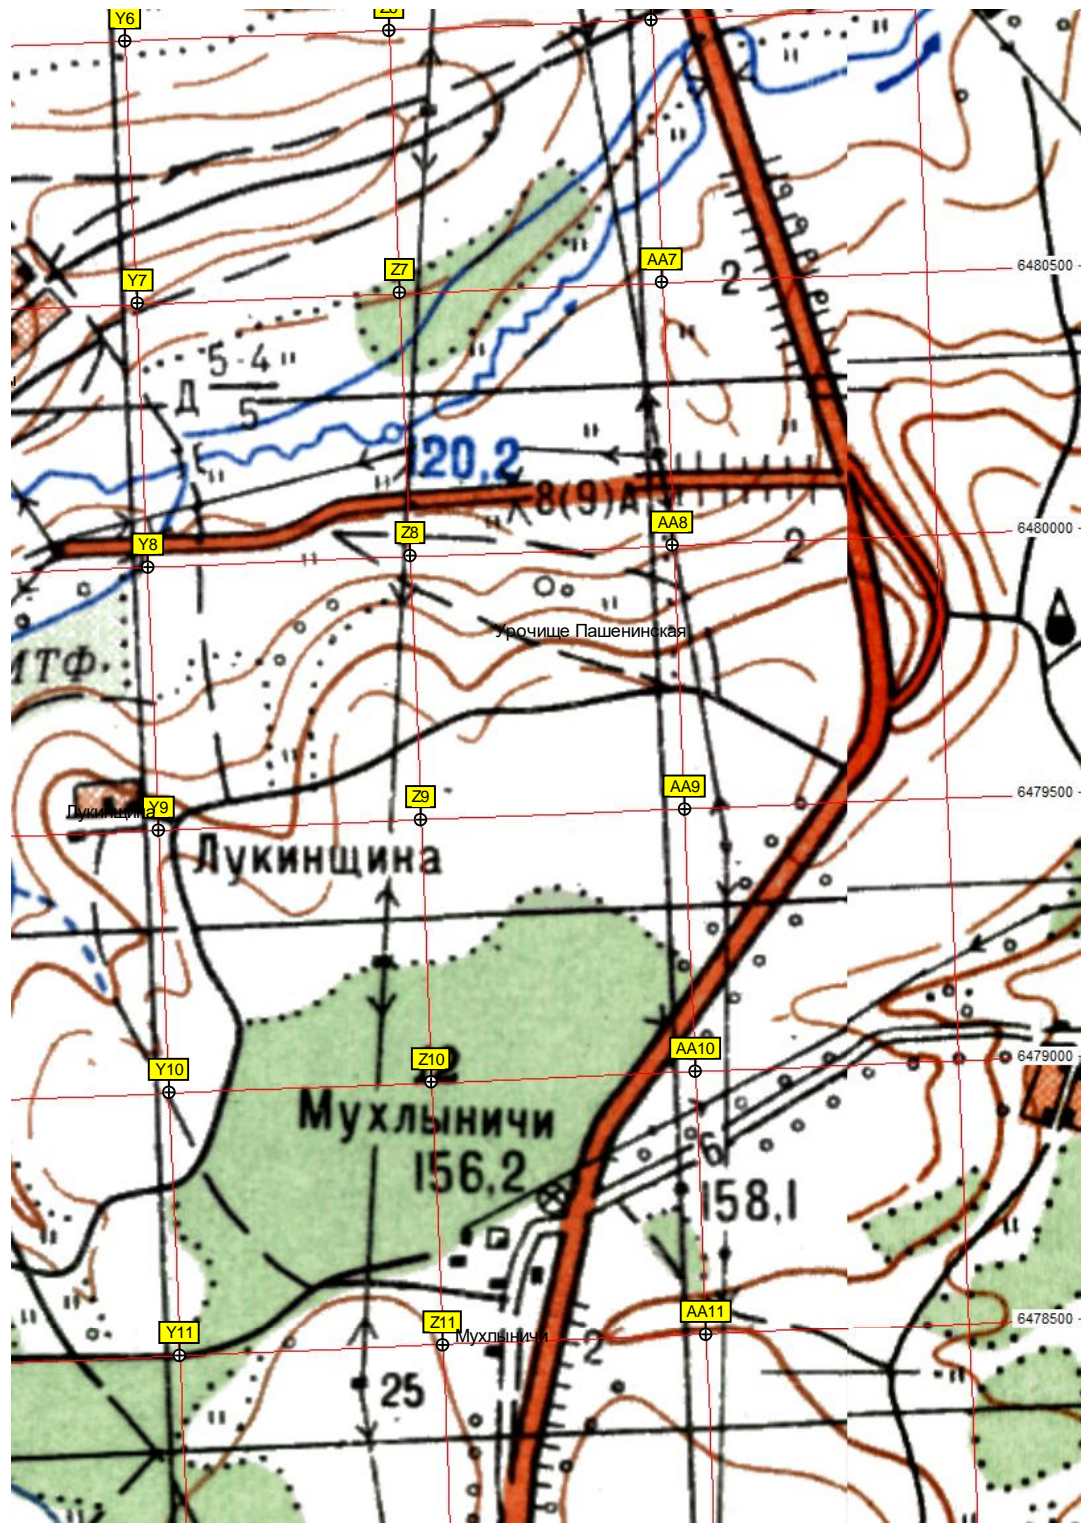 Y6
Z6
Y7
Z7
AA7
6480500
2
5-4
Д 5
120,2
8(9)А
Y8
Z8
AA8
6480000
2
Урочище Пашенинская
МТФ.
Y9
Z9
AA9
6479500
Лукинщина
Лукинщина
Y10
Z10
AA10
6479000
Мухлыничи
156,2
Б
158,1
Y11
Z11
AA11
6478500
Мухлыничи
2
25